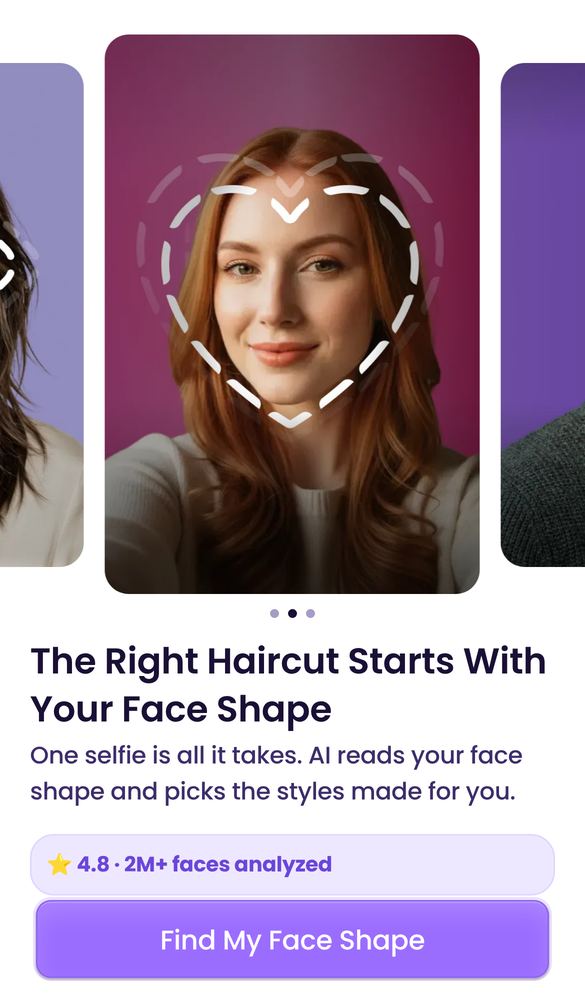 The Right Haircut Starts With
Your Face Shape
One selfie is all it takes. AI reads your face
shape and picks the styles made for you.
⭐ 4.8 · 2M+ faces analyzed
Find My Face Shape